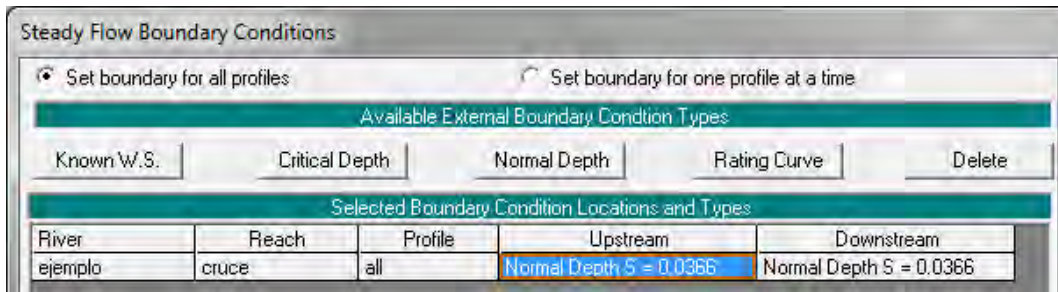 Steady Flow Boundary Conditions
Set boundary for all profiles Set boundary for one profile at a time
Available External Boundary Condtion Types
Known W.S. Critical Depth Normal Depth Rating Curve Delete
Selected Boundary Condition Locations and Types
River Reach Profile Upstream Downstream
ejemplo cruce all Normal Depth S = 0.0366 Normal Depth S = 0.0366